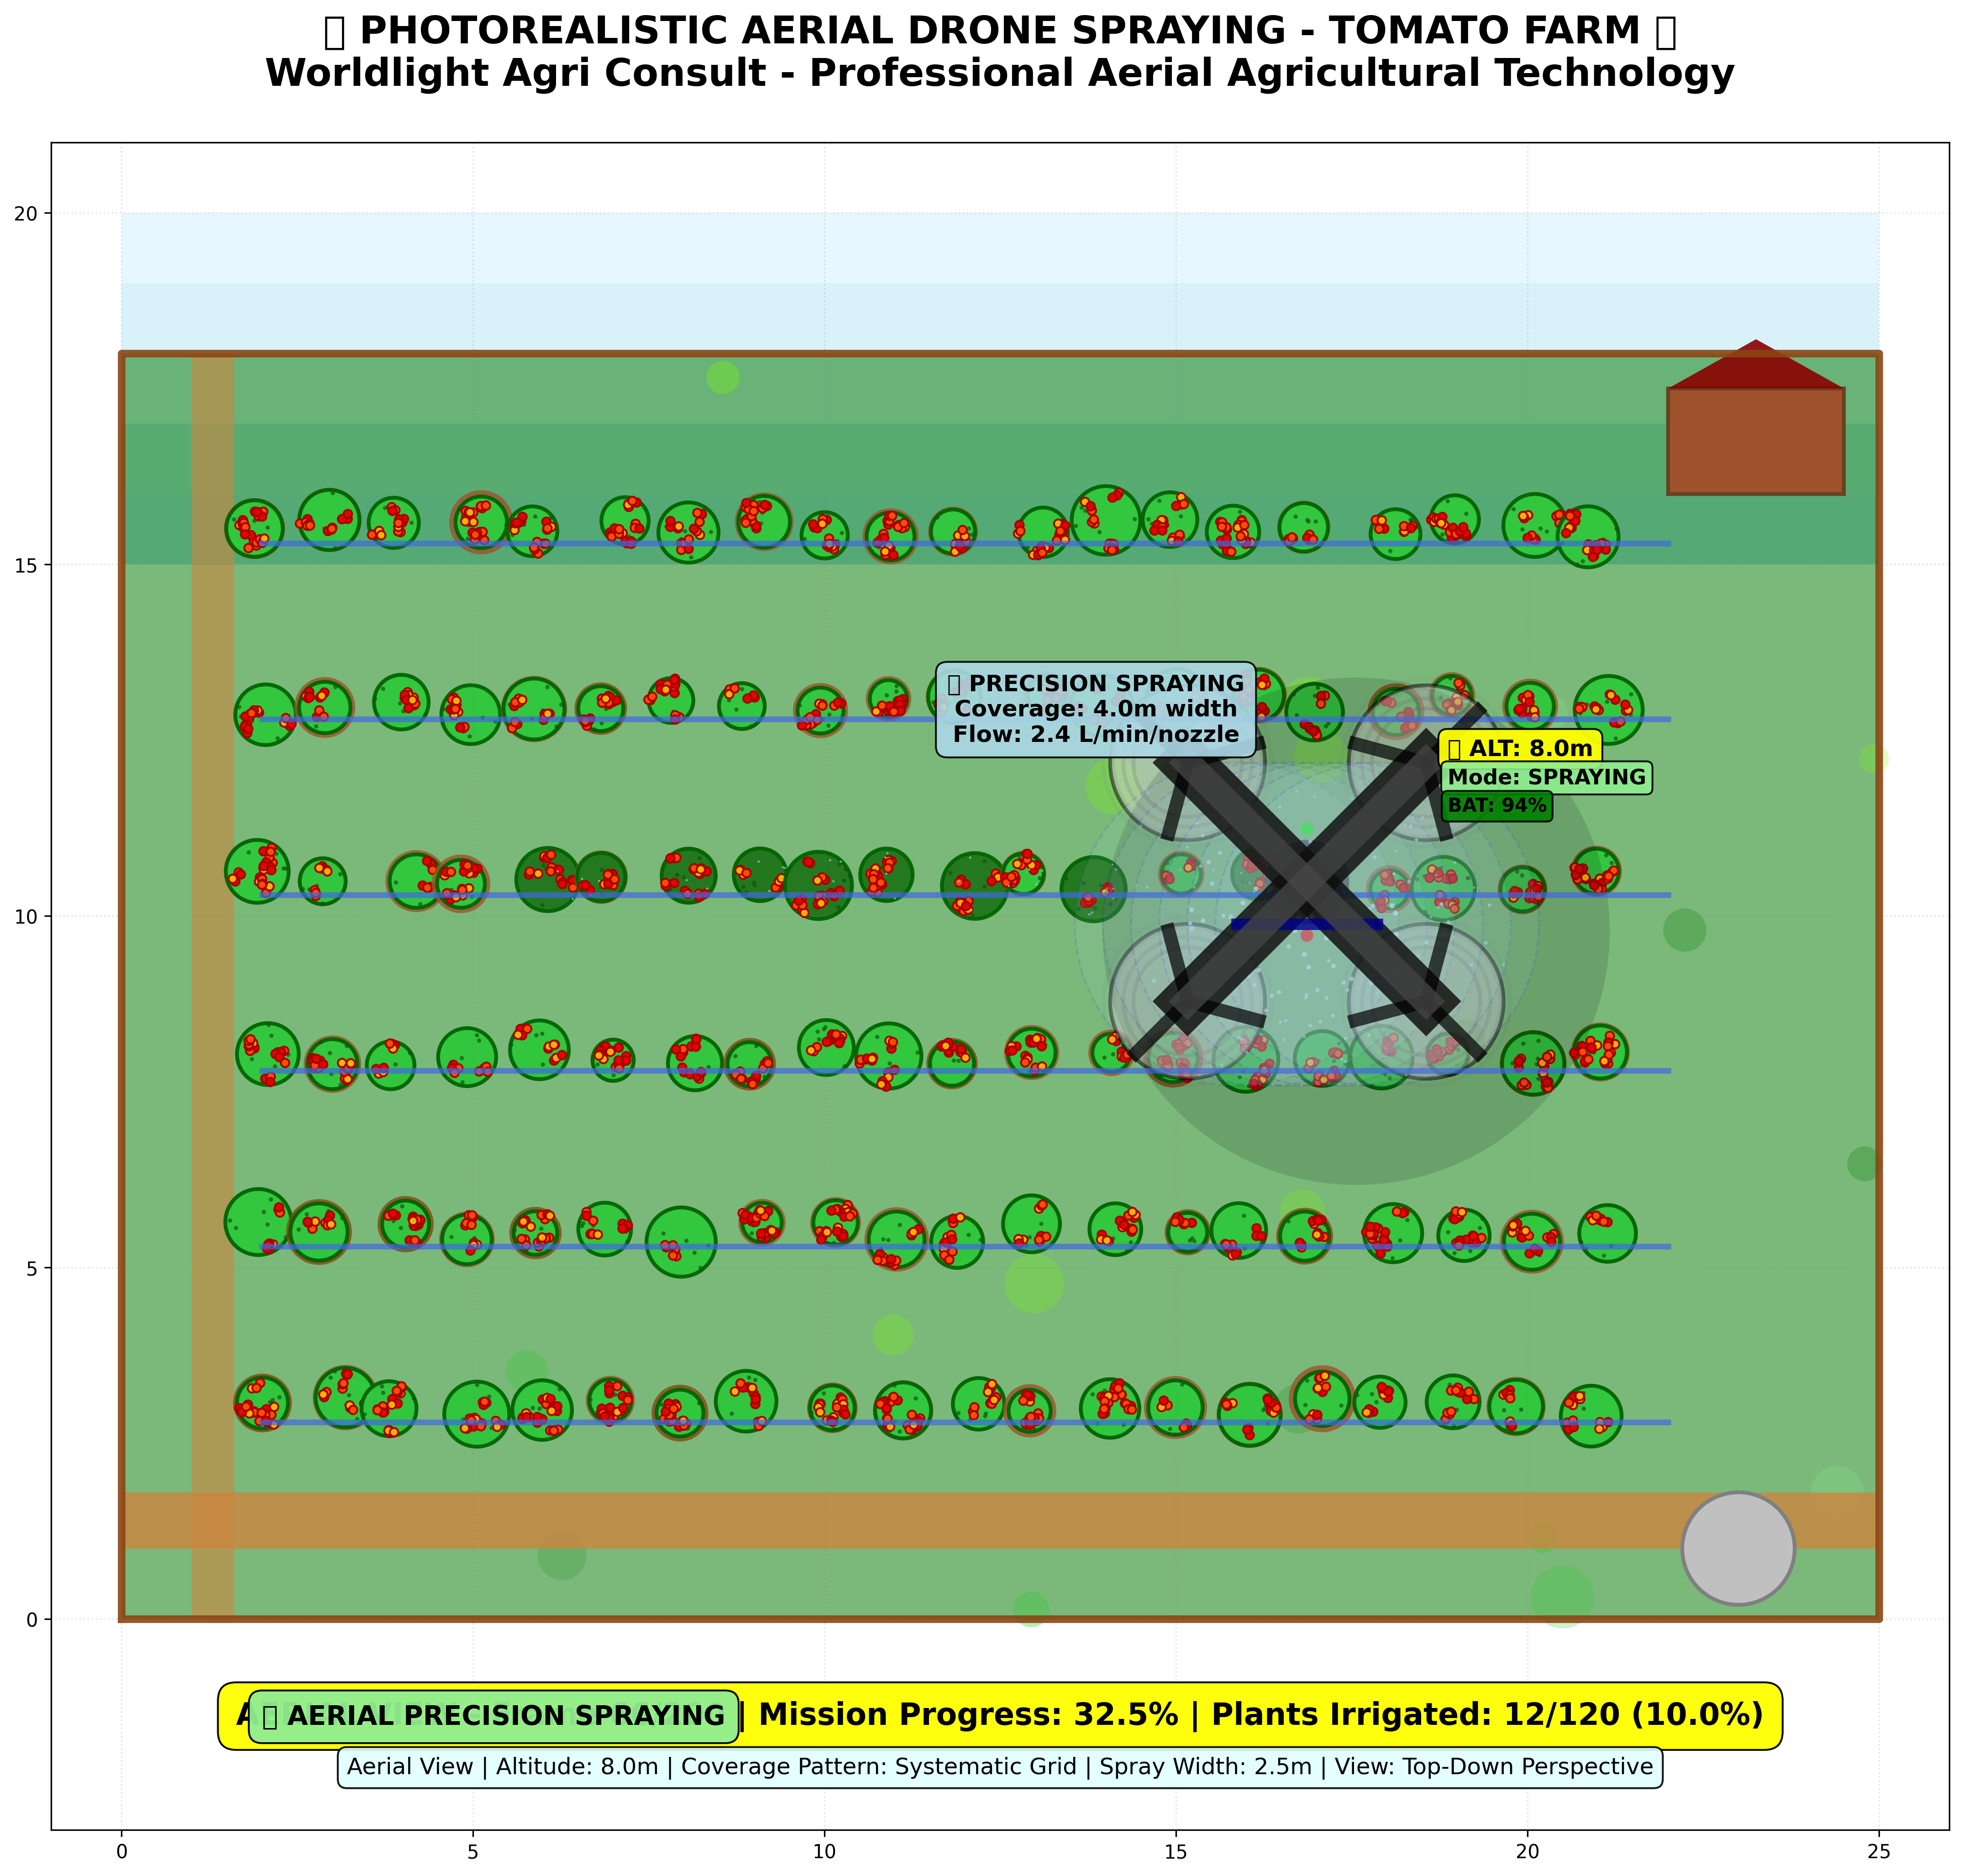 PHOTOREALISTIC AERIAL DRONE SPRAYING - TOMATO FARM
Worldlight Agri Consult - Professional Aerial Agricultural Technology
20
15
10
5
0
PRECISION SPRAYING
Coverage: 4.0m width
Flow: 2.4 L/min/nozzle
ALT: 8.0m
Mode: SPRAYING
BAT: 94%
AERIAL PRECISION SPRAYING | Mission Progress: 32.5% | Plants Irrigated: 12/120 (10.0%)
Aerial View | Altitude: 8.0m | Coverage Pattern: Systematic Grid | Spray Width: 2.5m | View: Top-Down Perspective
0 5 10 15 20 25